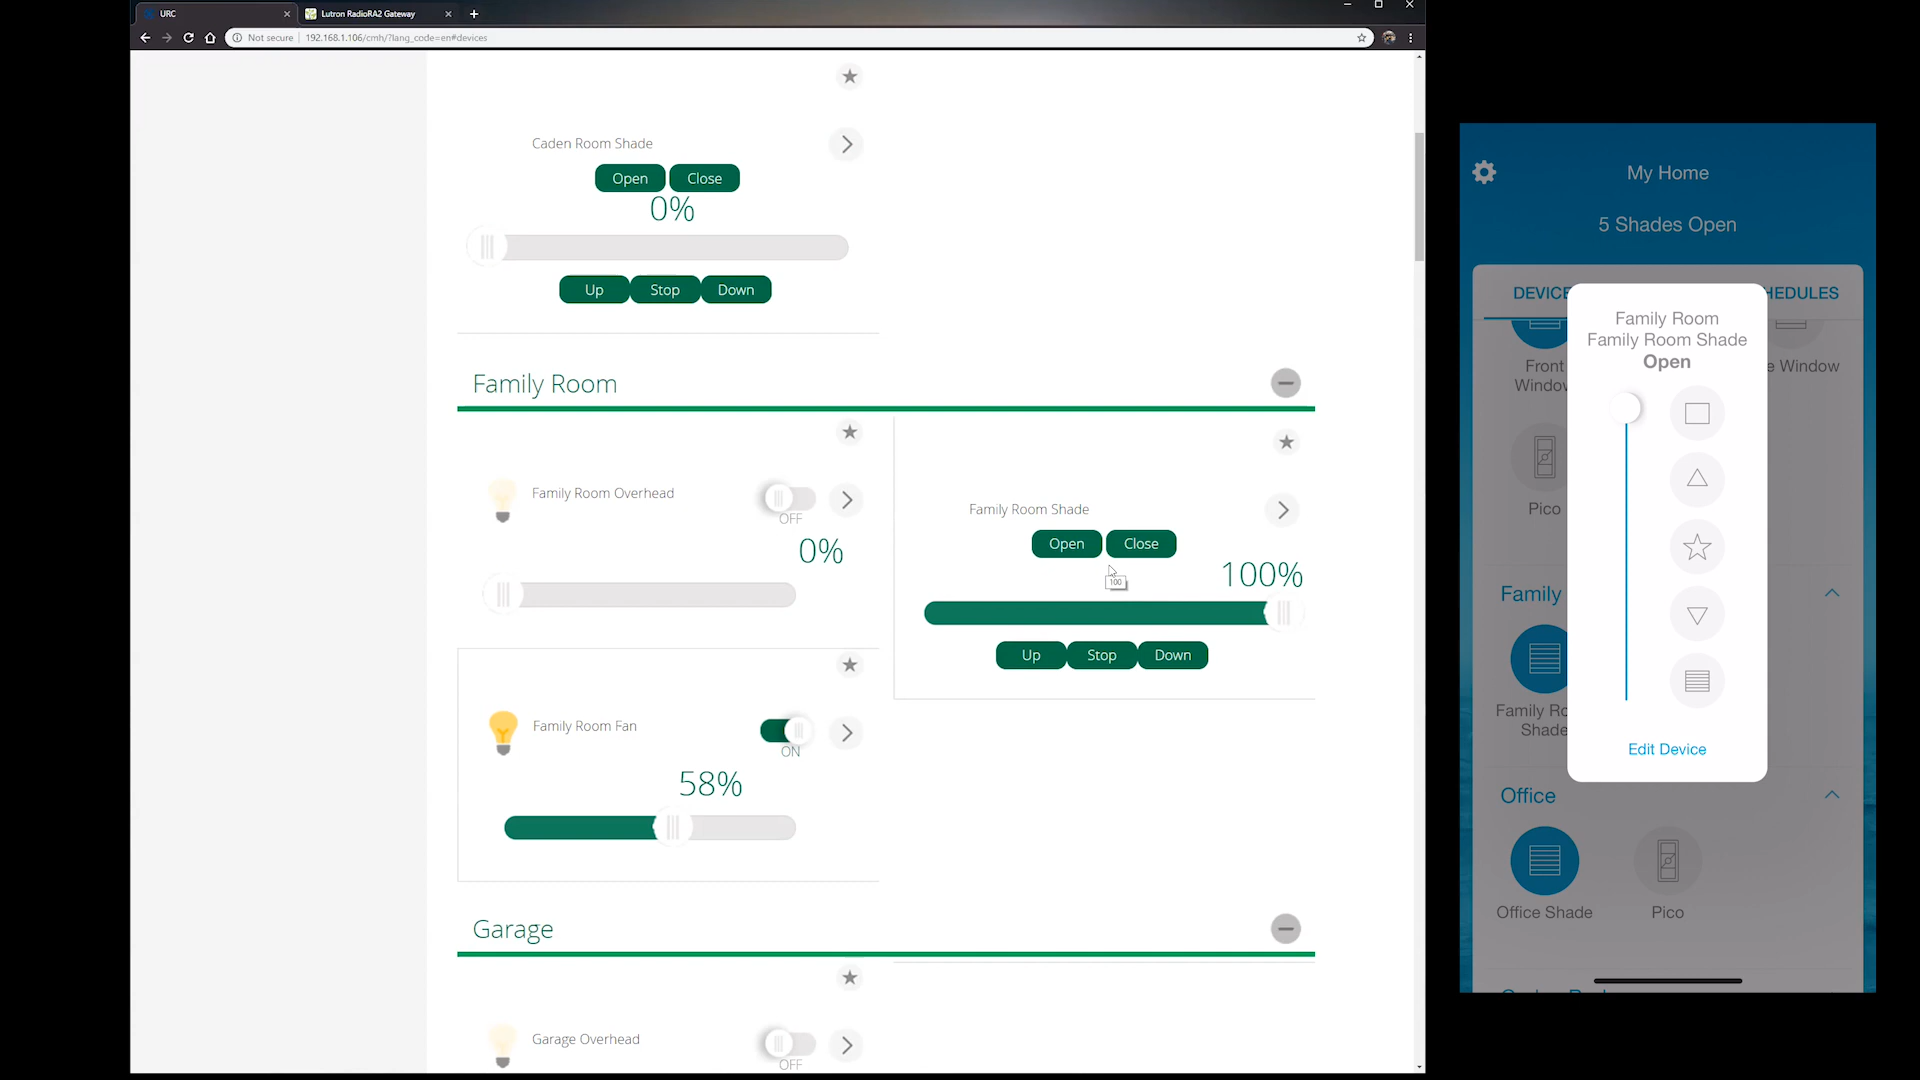 URC
Lutron RadioRA2 Gateway
Not secure
192.168.1.106/cmh/?lang_code=en#devices
Caden Room Shade
Open Close
0%
Up Stop Down
Family Room
Family Room Overhead
OFF
0%
Family Room Shade
Open Close
100
100%
Up Stop Down
Family Room Fan
ON
58%
Garage
Garage Overhead
OFF
My Home
5 Shades Open
DEVICE HEDULES
Front
Window
e Window
Pico
Family
Family Ro
Shade
Office
Office Shade
Pico
Family Room
Family Room Shade
Open
Edit Device